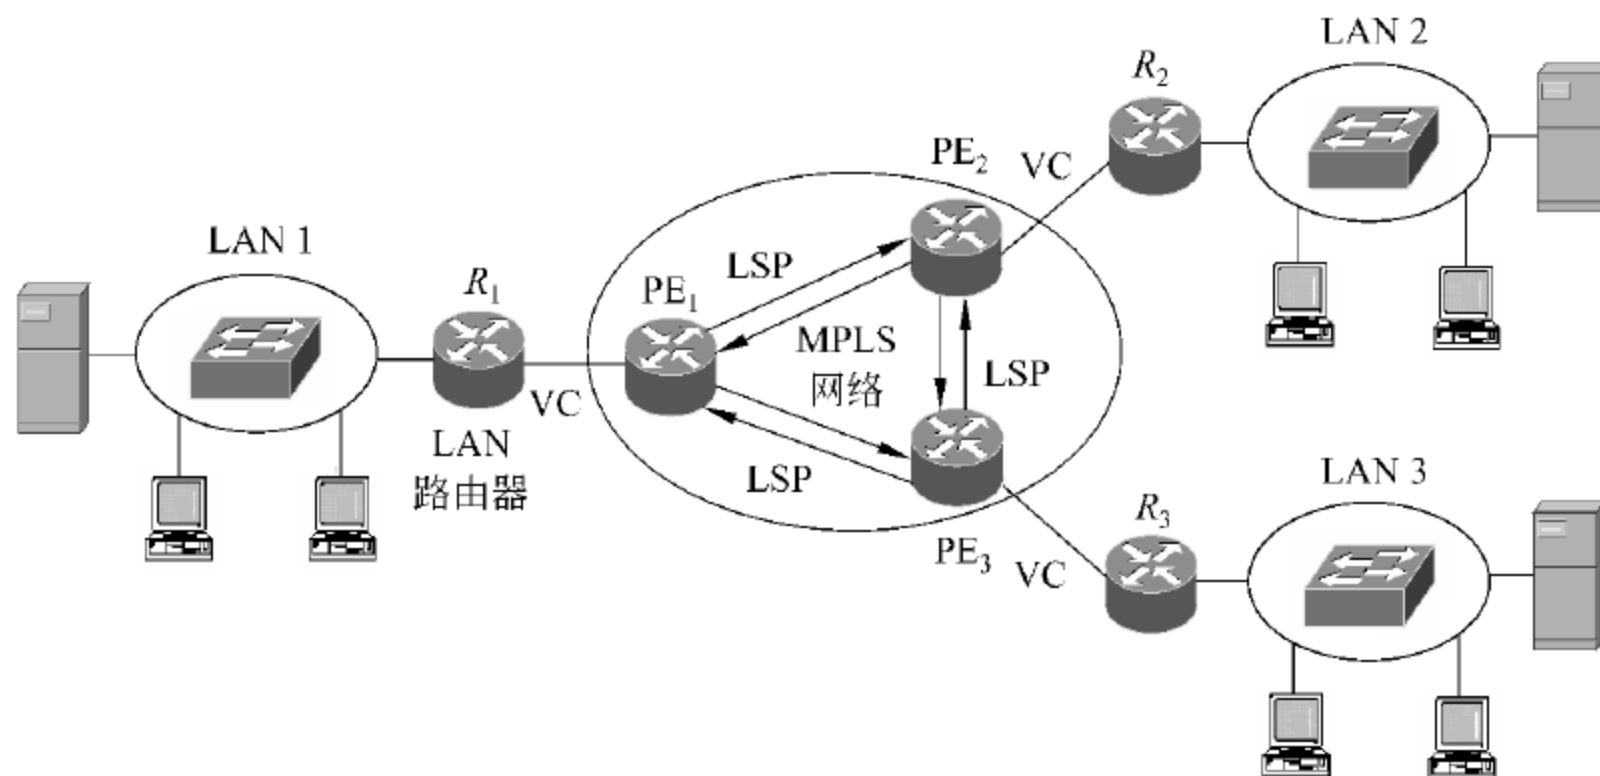 LAN 2
R2
PE2
VC
LAN 1
R1
PE1
LSP
MPLS
网络
LSP
VC
LAN
路由器
LSP
PE3
VC
R3
LAN 3